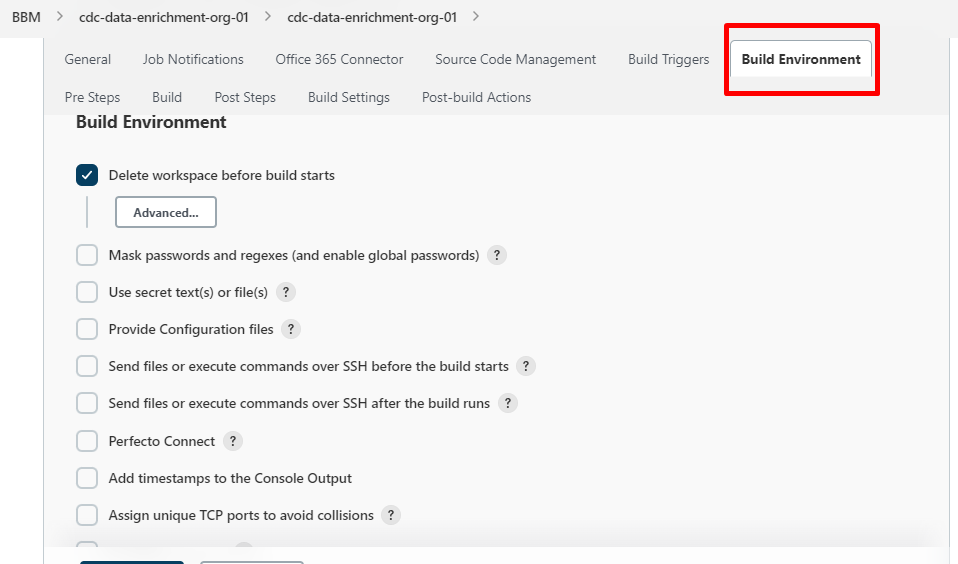 BBM > cdc-data-enrichment-org-01 > cdc-data-enrichment-org-01 >
General Job Notifications Office 365 Connector Source Code Management Build Triggers Build Environment
Pre Steps Build Post Steps Build Settings Post-build Actions
Build Environment
Delete workspace before build starts
Advanced...
Mask passwords and regexes (and enable global passwords) ?
Use secret text(s) or file(s) ?
Provide Configuration files ?
Send files or execute commands over SSH before the build starts ?
Send files or execute commands over SSH after the build runs ?
Perfecto Connect ?
Add timestamps to the Console Output
Assign unique TCP ports to avoid collisions ?